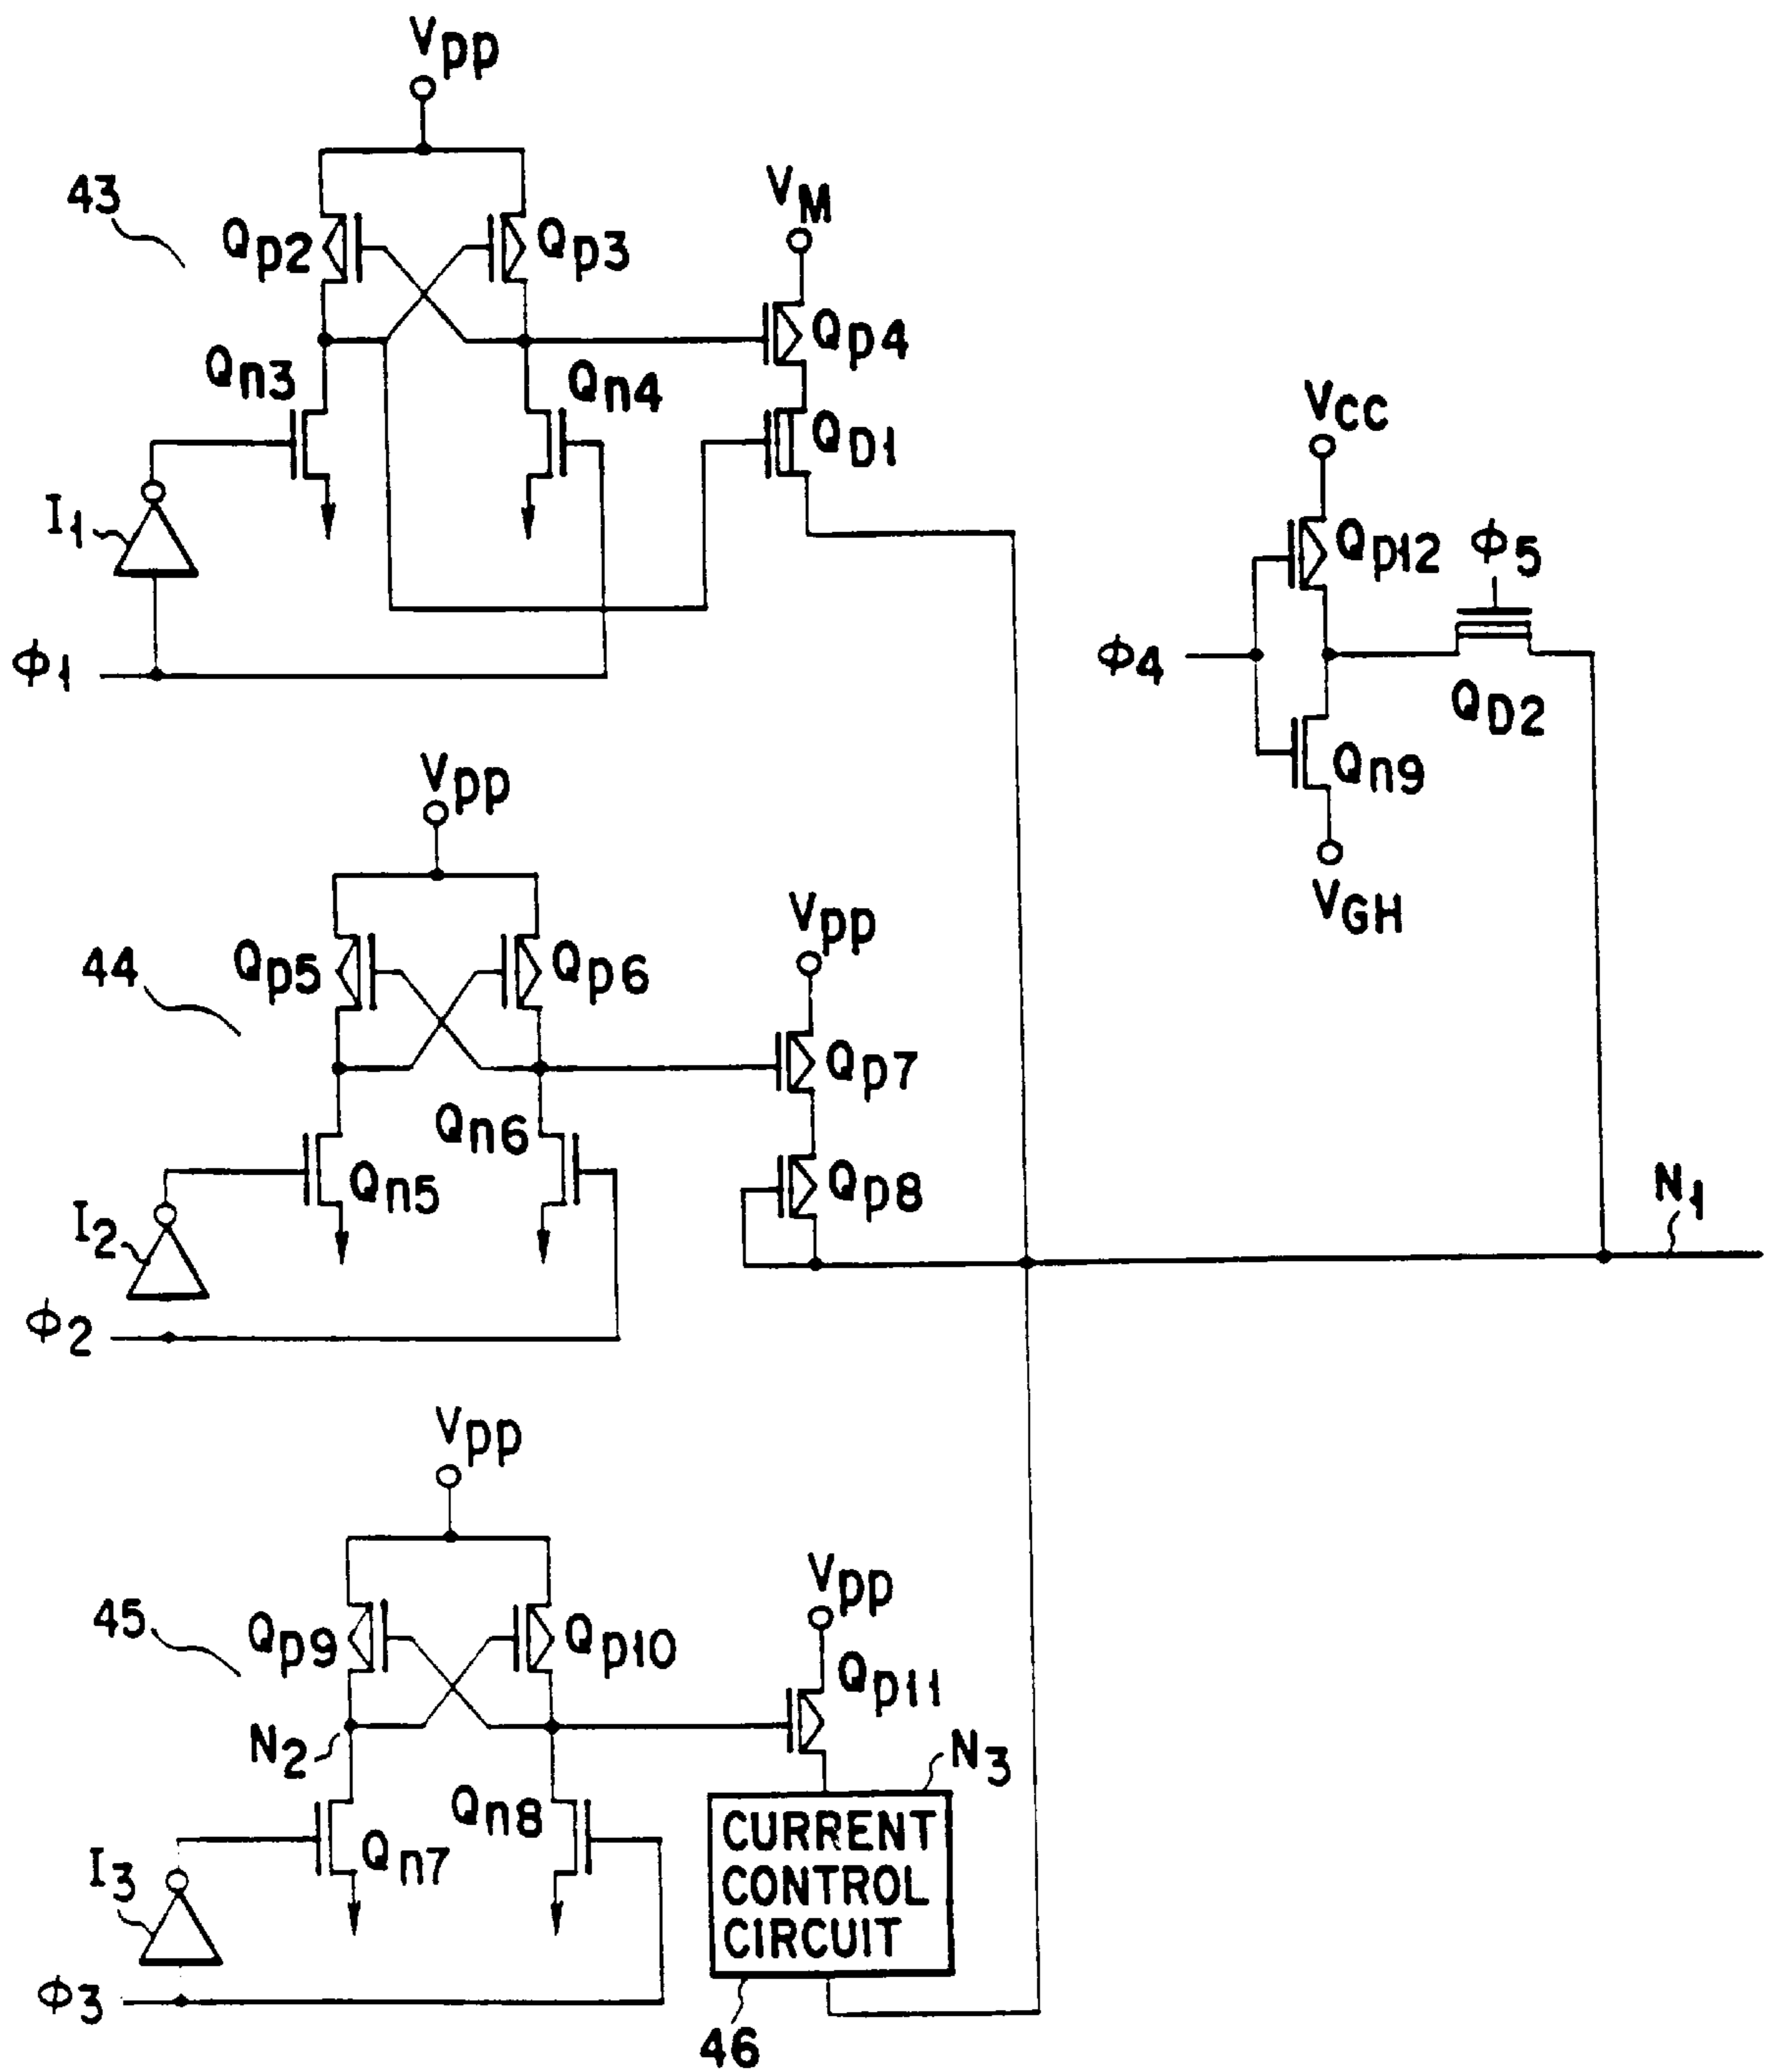 Vpp
43
Qp2
Qp3
VM
Qp4
Qn3
Qn4
QD1
I1
Φ1
VCC
Qp12
Φ5
Φ4
QD2
Qn9
VGH
Vpp
44
Qp5
Qp6
Vpp
Qp7
Qn6
Qn5
Qp8
I2
N1
Φ2
Vpp
45
Qp9
Qp10
Vpp
Qp11
N2
N3
Qn8
Qn7
I3
CURRENT
CONTROL
CIRCUIT
Φ3
46